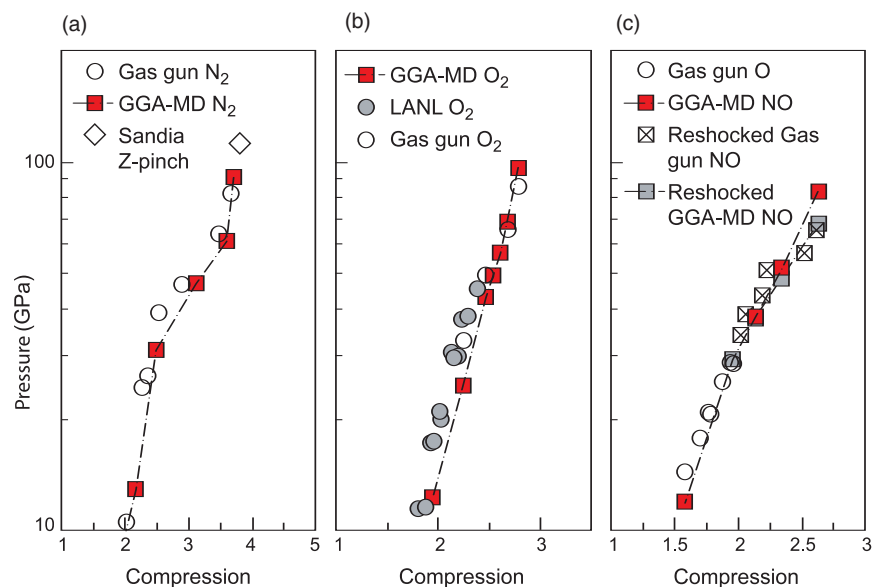 (a)
Gas gun N₂
GGA-MD N₂
Sandia
Z-pinch
100
Pressure (GPa)
10
1
2
3
4
5
Compression
(b)
GGA-MD O₂
LANL O₂
Gas gun O₂
100
1
2
3
Compression
(c)
Gas gun O
GGA-MD NO
Reshocked Gas
gun NO
Reshocked
GGA-MD NO
1
1.5
2
2.5
3
Compression